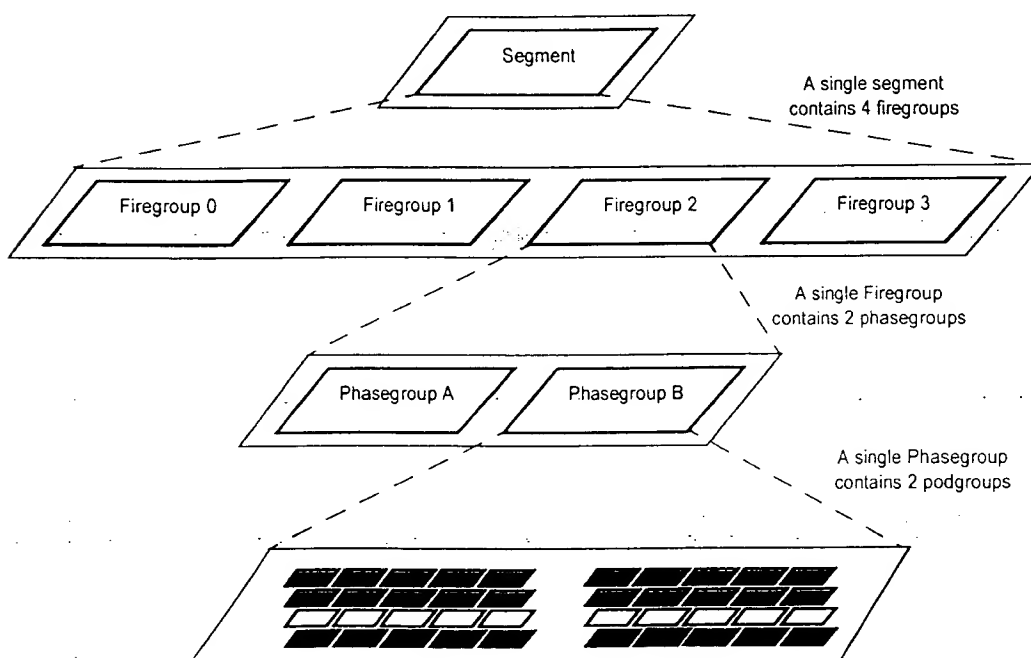 Segment
A single segment
contains 4 firegroups
Firegroup 0
Firegroup 1
Firegroup 2
Firegroup 3
A single Firegroup
contains 2 phasegroups
Phasegroup A
Phasegroup B
A single Phasegroup
contains 2 podgroups